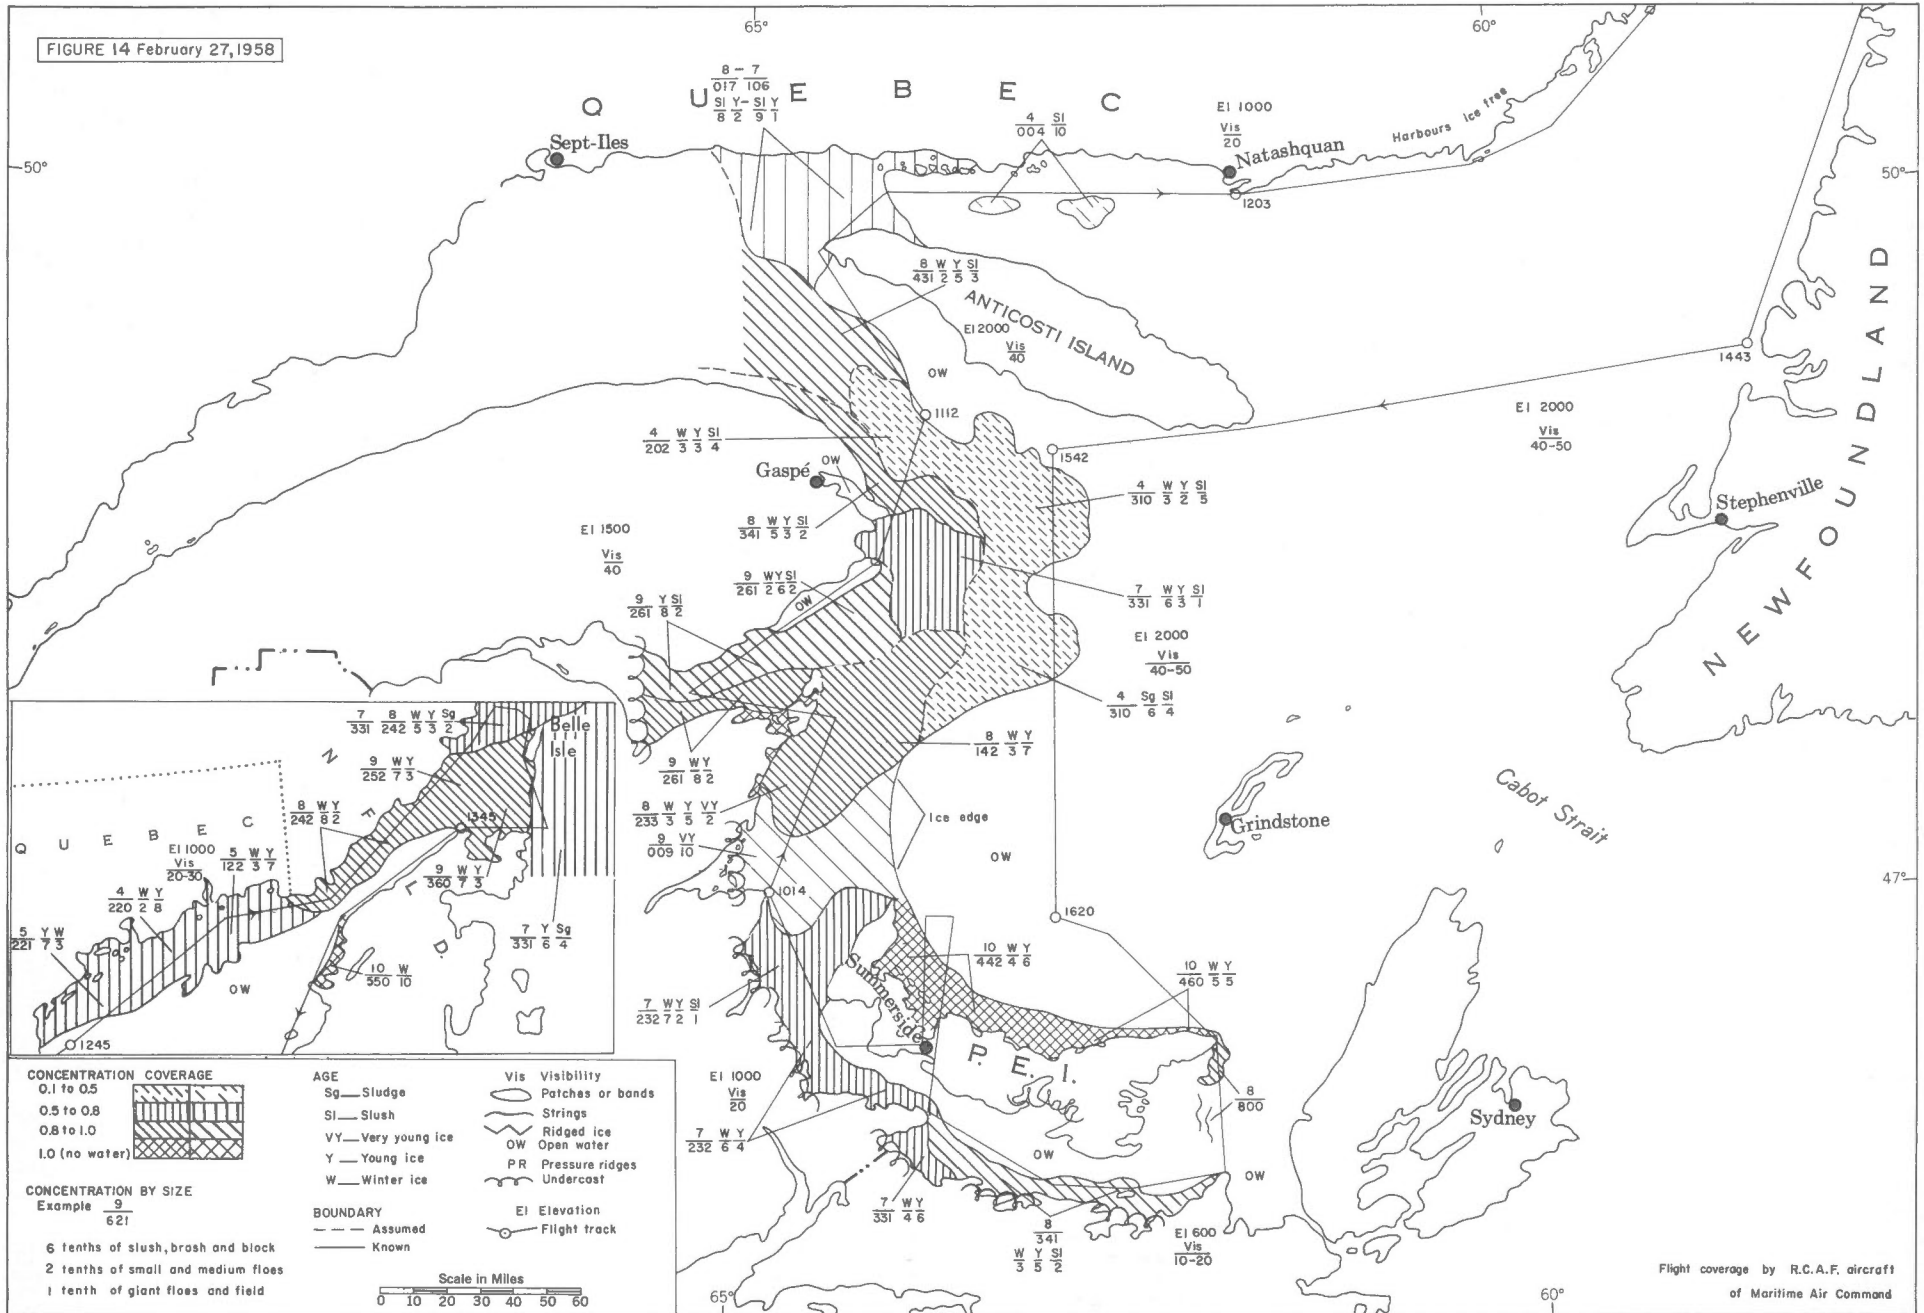 FIGURE 14 February 27, 1958
65°
60°
8 – 7
017 106
Sl Y – Sl Y
8 2 9 1
Q U E B E C
4 Sl
004 10
El 1000
Vis
20
Harbours ice free
Sept-Iles
Natashquan
50°
50°
1203
8 W Y Sl
431 2 5 3
ANTICOSTI ISLAND
El 2000
Vis
40
OW
1443
NEWFOUNDLAND
1112
El 2000
Vis
40-50
4 W Y Sl
202 3 3 4
1542
Gaspé
OW
4 W Y Sl
310 3 2 5
Stephenville
8 W Y Sl
341 5 3 2
El 1500
Vis
40
9 W Y Sl
261 2 6 2
7 W Y Sl
331 6 3 1
OW
9 Y Sl
261 8 2
El 2000
Vis
40-50
4 Sg Sl
310 6 4
8 W Y
142 3 7
9 W Y
261 8 2
8 W Y VY
233 3 5 2
Ice edge
Cabot Strait
Grindstone
9 VY
009 10
OW
47°
1014
1620
10 W Y
442 4 6
10 W Y
460 5 5
Summerside
7 W Y Sl
232 7 2 1
P. E. I.
El 1000
Vis
20
8
800
Sydney
7 W Y
232 6 4
OW
OW
7 W Y
331 4 6
8
341
W Y Sl
3 5 2
El 600
Vis
10-20
65°
60°
Flight coverage by R.C.A.F. aircraft
of Maritime Air Command
7 8 W Y Sg
331 242 5 3 2
Belle
Isle
N F L D.
9 W Y
252 7 3
8 W Y
242 8 2
1345
Q U E B E C
El 1000
Vis
20-30
5 W Y
122 3 7
9 W Y
360 7 3
4 W Y
220 2 8
7 Y Sg
331 6 4
5 Y W
221 7 3
10 W
550 10
OW
1245
CONCENTRATION COVERAGE
0.1 to 0.5
0.5 to 0.8
0.8 to 1.0
1.0 (no water)
CONCENTRATION BY SIZE
Example 9
621
6 tenths of slush, brash and block
2 tenths of small and medium floes
1 tenth of giant floes and field
AGE
Sg Sludge
Sl Slush
VY Very young ice
Y Young ice
W Winter ice
BOUNDARY
Assumed
Known
Vis Visibility
Patches or bands
Strings
Ridged ice
OW Open water
PR Pressure ridges
Undercast
El Elevation
Flight track
Scale in Miles
0 10 20 30 40 50 60